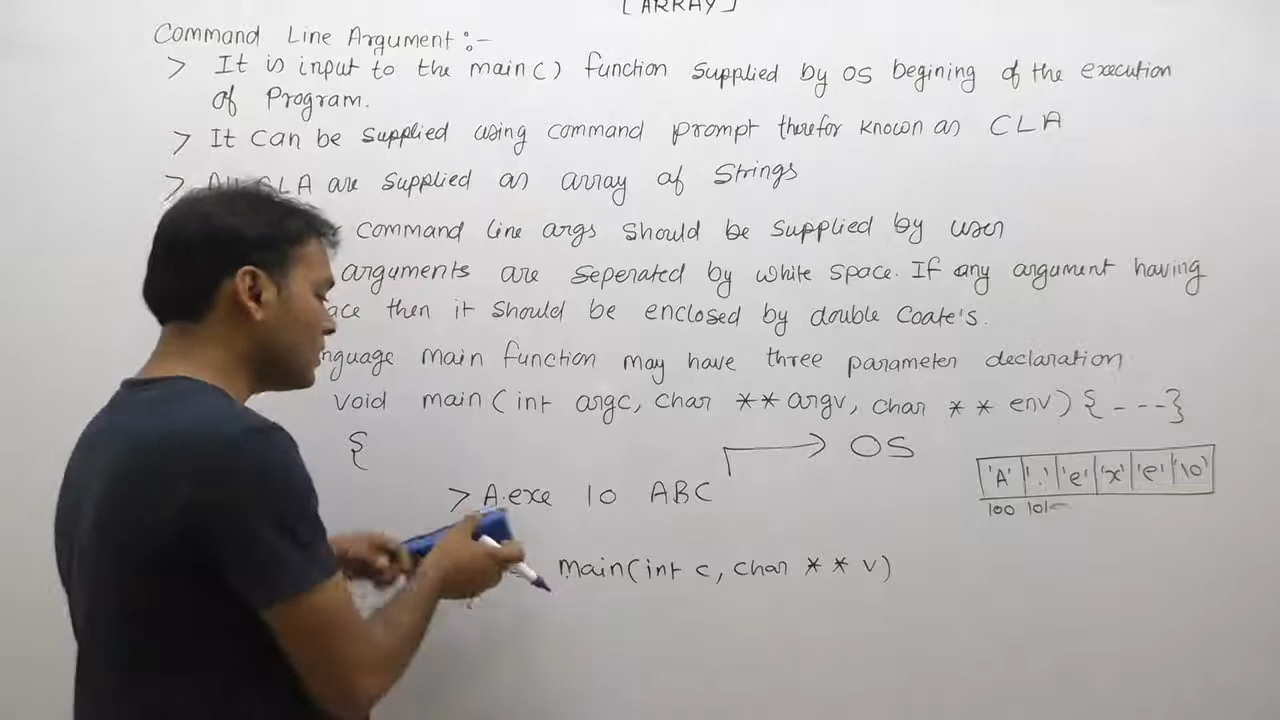 [ARRAY]
Command Line Argument :-
> It is input to the main() function supplied by OS begining of the execution
of Program.
> It can be supplied using command prompt therefor known as CLA
> All CLA are supplied as array of strings
command line args should be supplied by user
arguments are seperated by white space. If any argument having
then it should be enclosed by double Coate's.
main function may have three parameter declaration
void main(int argc, char ** argv, char ** env) {---}
{ OS
'A' '.' 'e' 'x' 'e' '\0'
> A.exe 10 ABC
100 101
main(int c, char ** v)